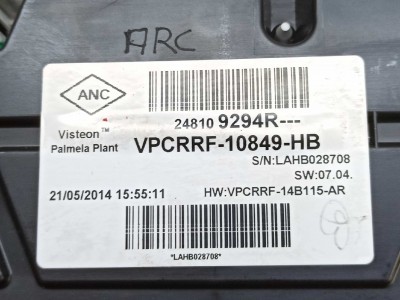 ARC
ANC
24810 9294R---
Visteon™
Palmela Plant
VPCRRF-10849-HB
S/N:LAHB028708
SW:07.04.
21/05/2014 15:55:11
HW:VPCRRF-14B115-AR
*LAHB028708*